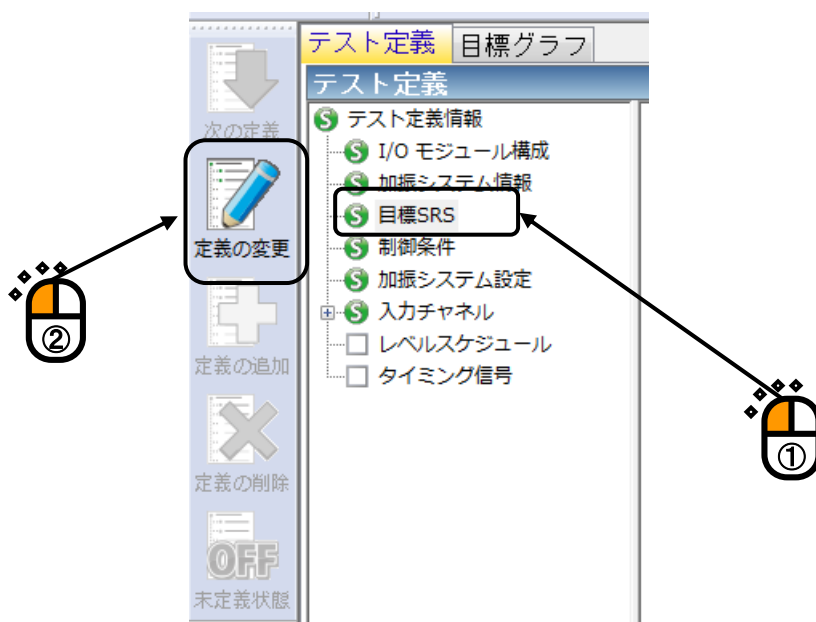 テスト定義 目標グラフ
テスト定義
次の定義
定義の変更
定義の追加
定義の削除
OFF
未定義状態
S テスト定義情報
S I/O モジュール構成
S 加振システム情報
S 目標SRS
S 制御条件
S 加振システム設定
S 入力チャネル
レベルスケジュール
タイミング信号
②
①